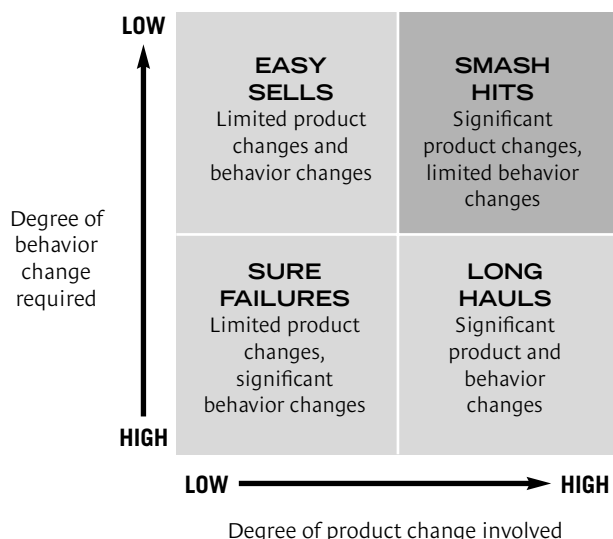 LOW
EASY
SELLS
Limited product
changes and
behavior changes
SMASH
HITS
Significant
product changes,
limited behavior
changes
Degree of
behavior
change
required
SURE
FAILURES
Limited product
changes,
significant
behavior changes
LONG
HAULS
Significant
product and
behavior
changes
HIGH
LOW
HIGH
Degree of product change involved